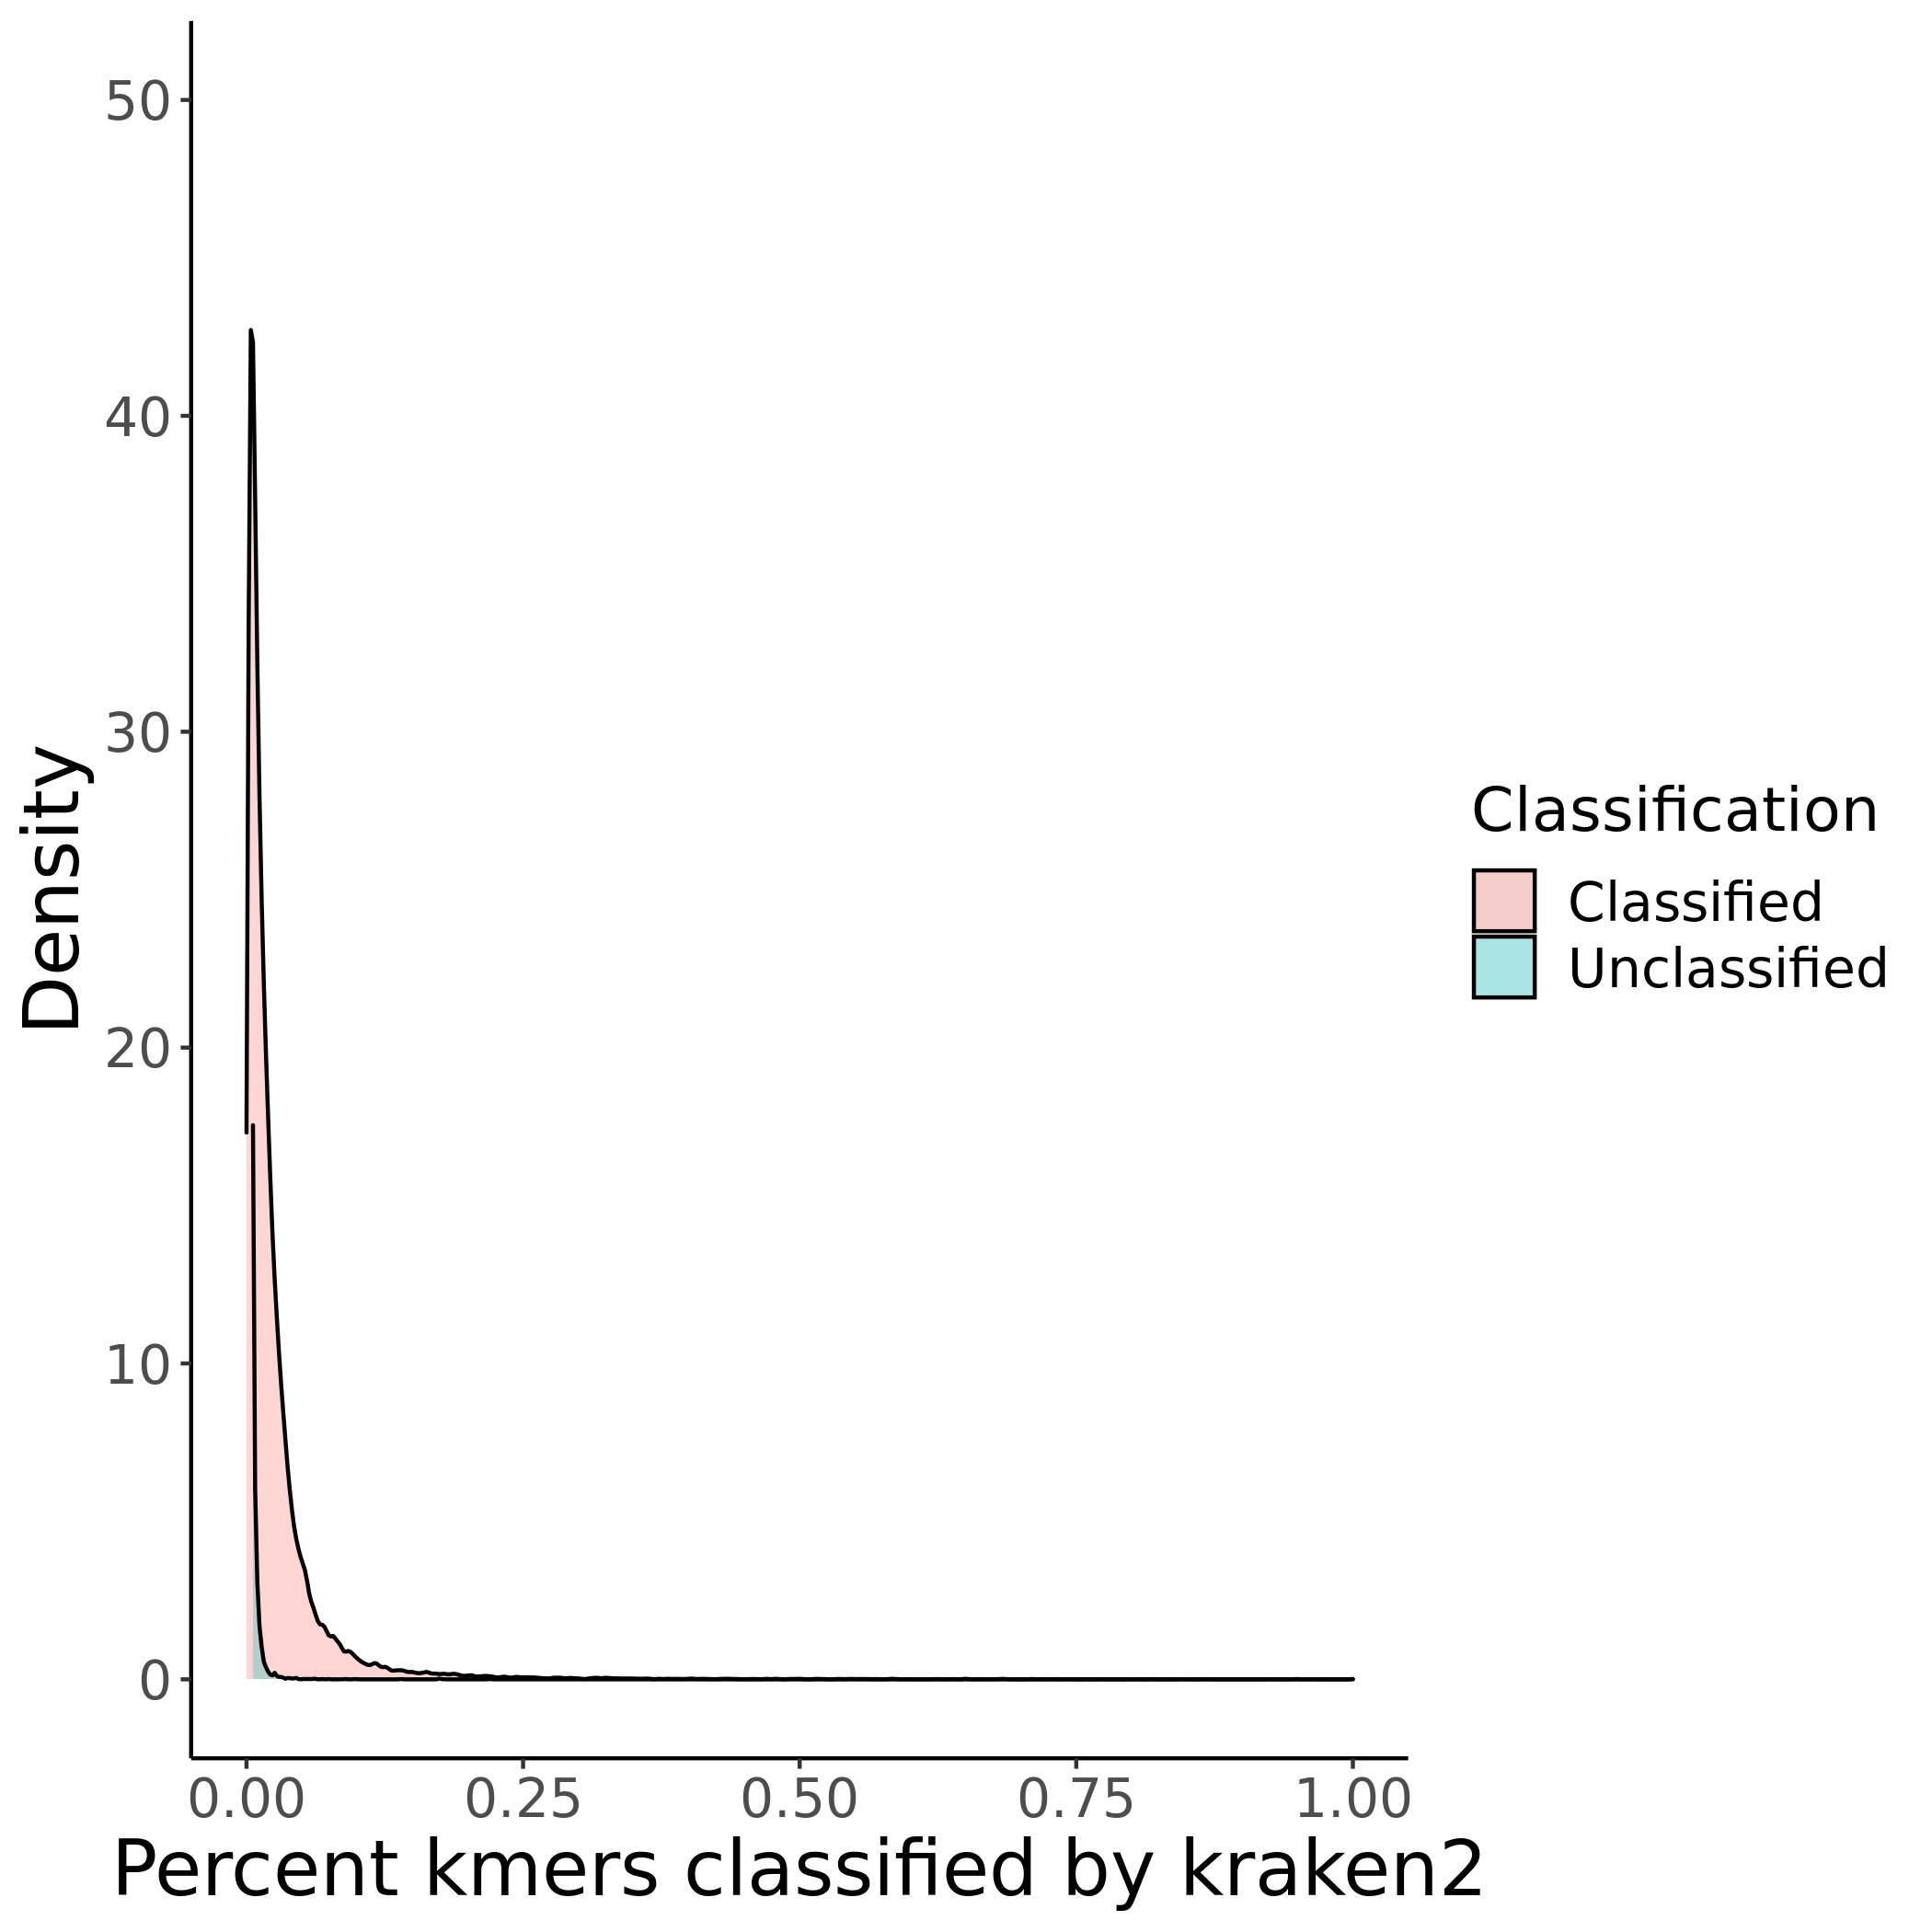 Density
50
40
30
20
10
0
0.00 0.25 0.50 0.75 1.00
Percent kmers classified by kraken2
Classification
Classified
Unclassified